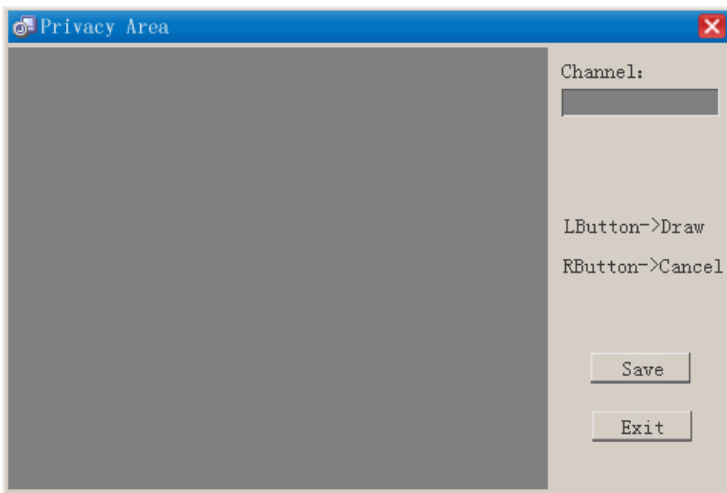 Privacy Area
Channel:
LButton->Draw
RButton->Cancel
Save
Exit